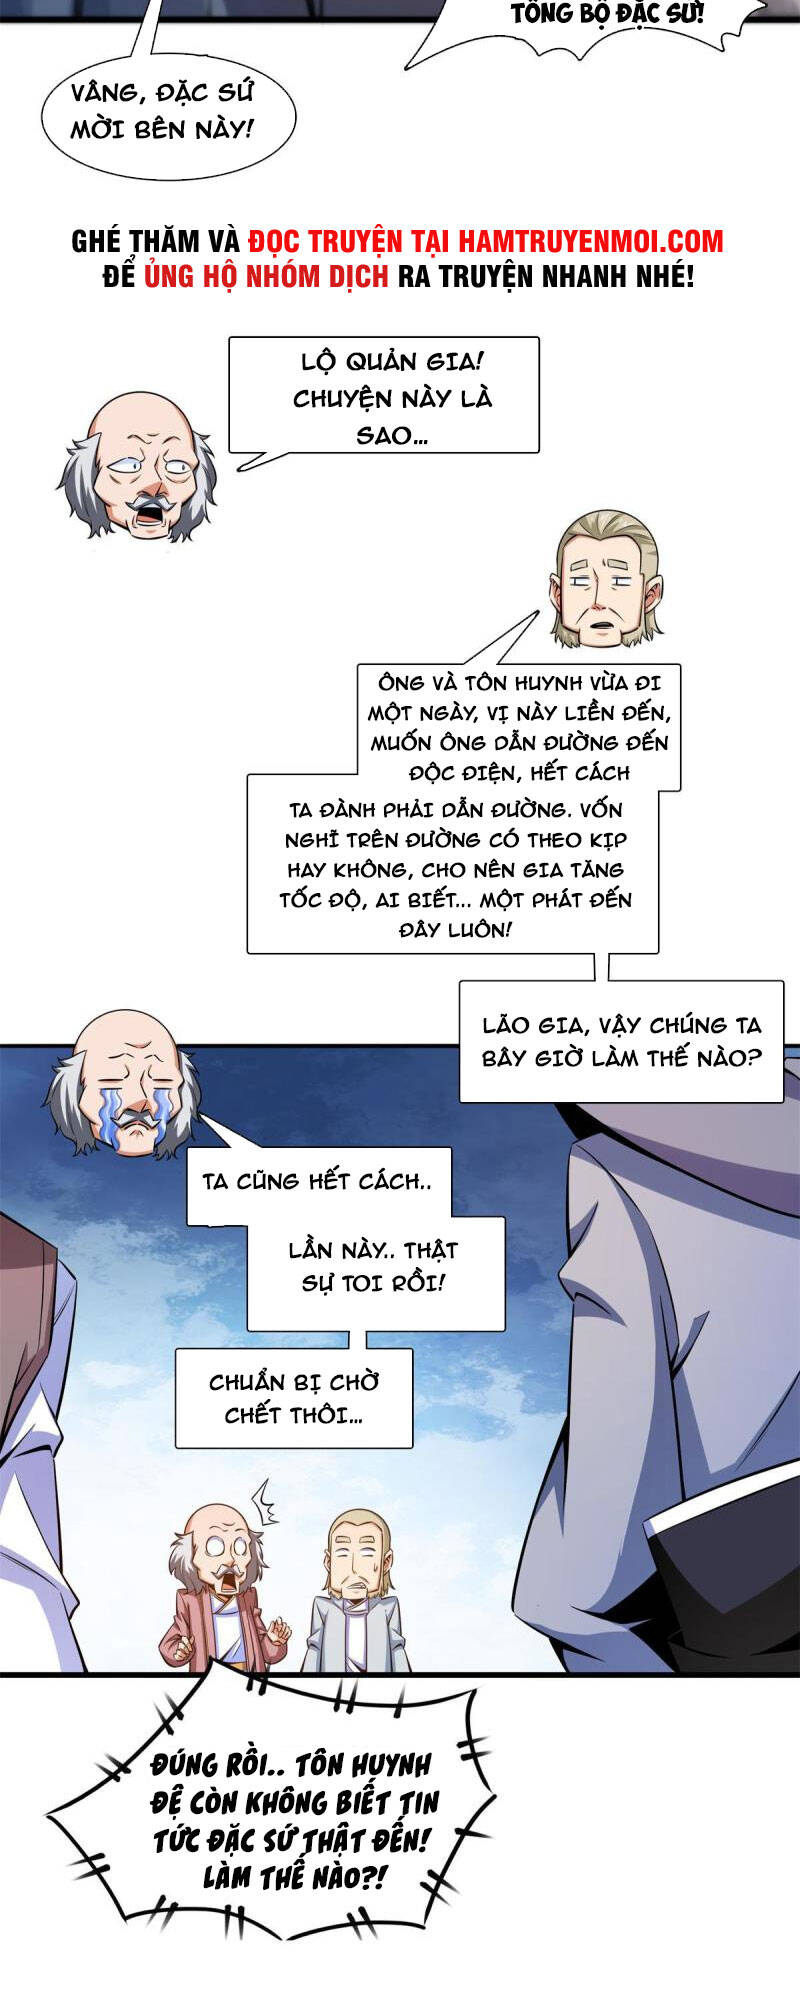 TỔNG BỘ ĐẶC SỨ!
VÂNG, ĐẶC SỨ
MỜI BÊN NÀY!
GHÉ THĂM VÀ ĐỌC TRUYỆN TẠI HAMTRUYENMOI.COM
ĐỂ ỦNG HỘ NHÓM DỊCH RA TRUYỆN NHANH NHÉ!
LỘ QUẢN GIA!
CHUYỆN NÀY LÀ
SAO...
ÔNG VÀ TÔN HUYNH VỪA ĐI
MỘT NGÀY, VỊ NÀY LIỀN ĐẾN,
MUỐN ÔNG DẪN ĐƯỜNG ĐẾN
ĐỘC ĐIỆN, HẾT CÁCH
TA ĐÀNH PHẢI DẪN ĐƯỜNG. VỐN
NGHĨ TRÊN ĐƯỜNG CÓ THEO KỊP
HAY KHÔNG, CHO NÊN GIA TĂNG
TỐC ĐỘ, AI BIẾT... MỘT PHÁT ĐẾN
ĐÂY LUÔN!
LÃO GIA, VẬY CHÚNG TA
BÂY GIỜ LÀM THẾ NÀO?
TA CŨNG HẾT CÁCH..
LẦN NÀY.. THẬT
SỰ TOI RỒI!
CHUẨN BỊ CHỜ
CHẾT THÔI...
ĐÚNG RỒI.. TÔN HUYNH
ĐỆ CÒN KHÔNG BIẾT TIN
TỨC ĐẶC SỨ THẬT ĐẾN!
LÀM THẾ NÀO?!